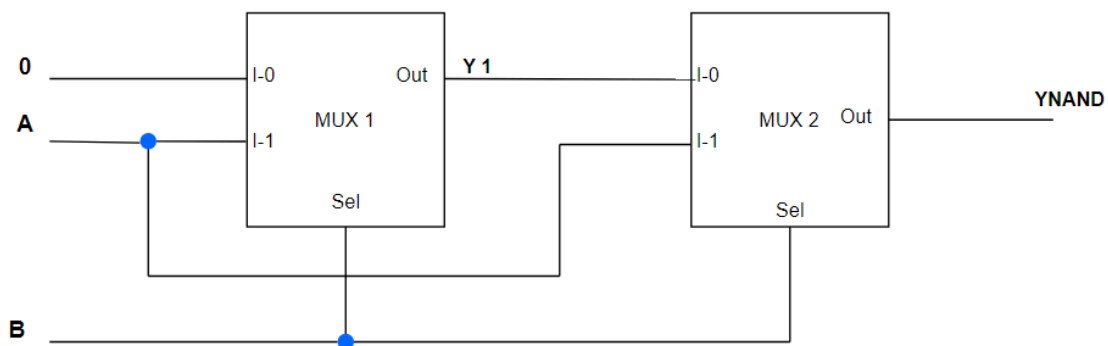 0
A
B
I-0
I-1
Out
MUX 1
Sel
Y 1
I-0
I-1
Out
MUX 2
Sel
YNAND